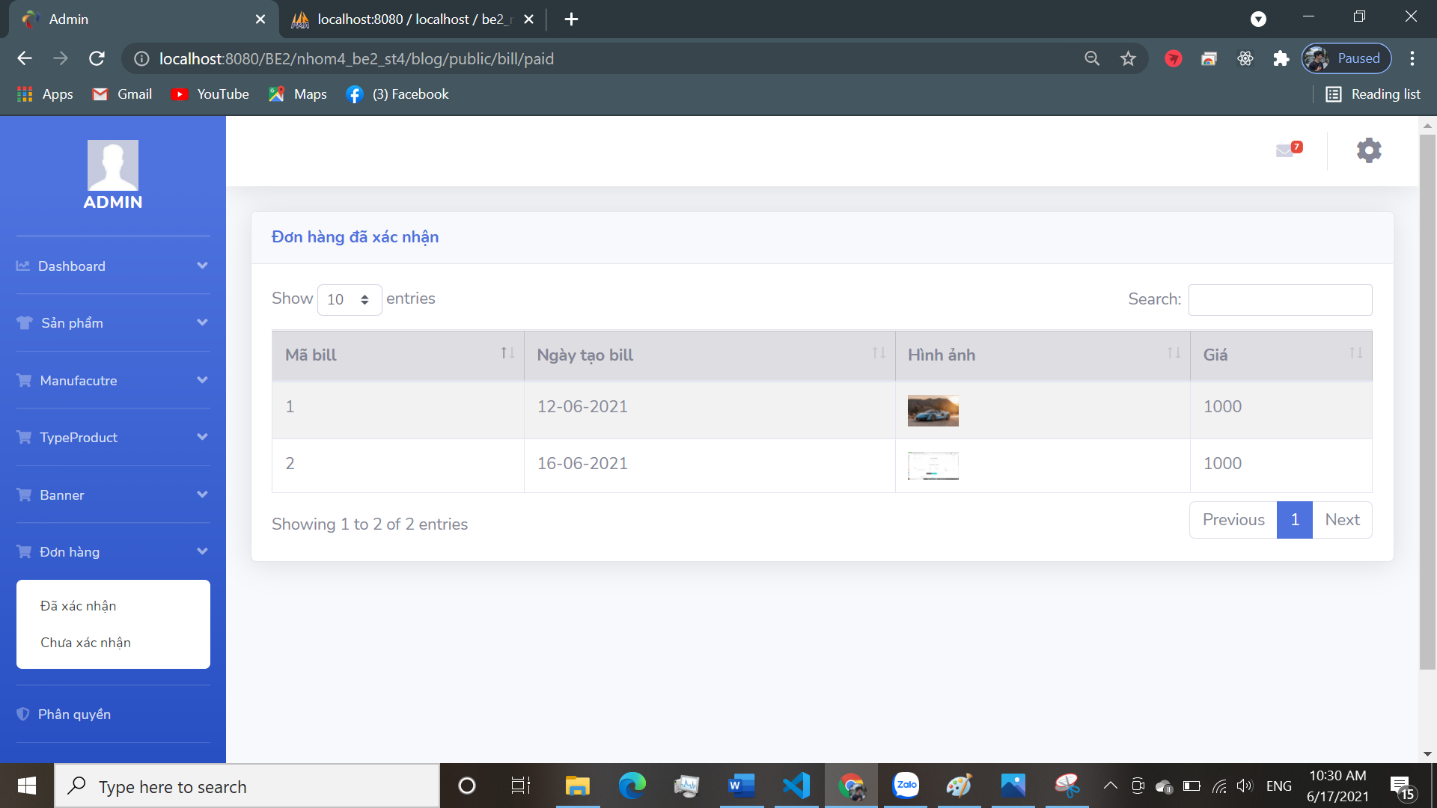 Admin
localhost:8080 / localhost / be2_
localhost:8080/BE2/nhom4_be2_st4/blog/public/bill/paid
Paused
Apps
Gmail
YouTube
Maps
(3) Facebook
Reading list
ADMIN
Dashboard
Sản phẩm
Manufacutre
TypeProduct
Banner
Đơn hàng
Đã xác nhận
Chưa xác nhận
Phân quyền
7
Đơn hàng đã xác nhận
Show 10 entries
Search:
Mã bill Ngày tạo bill Hình ảnh Giá
1 12-06-2021 1000
2 16-06-2021 1000
Showing 1 to 2 of 2 entries
Previous 1 Next
Type here to search
Zalo
ENG
10:30 AM
6/17/2021
15